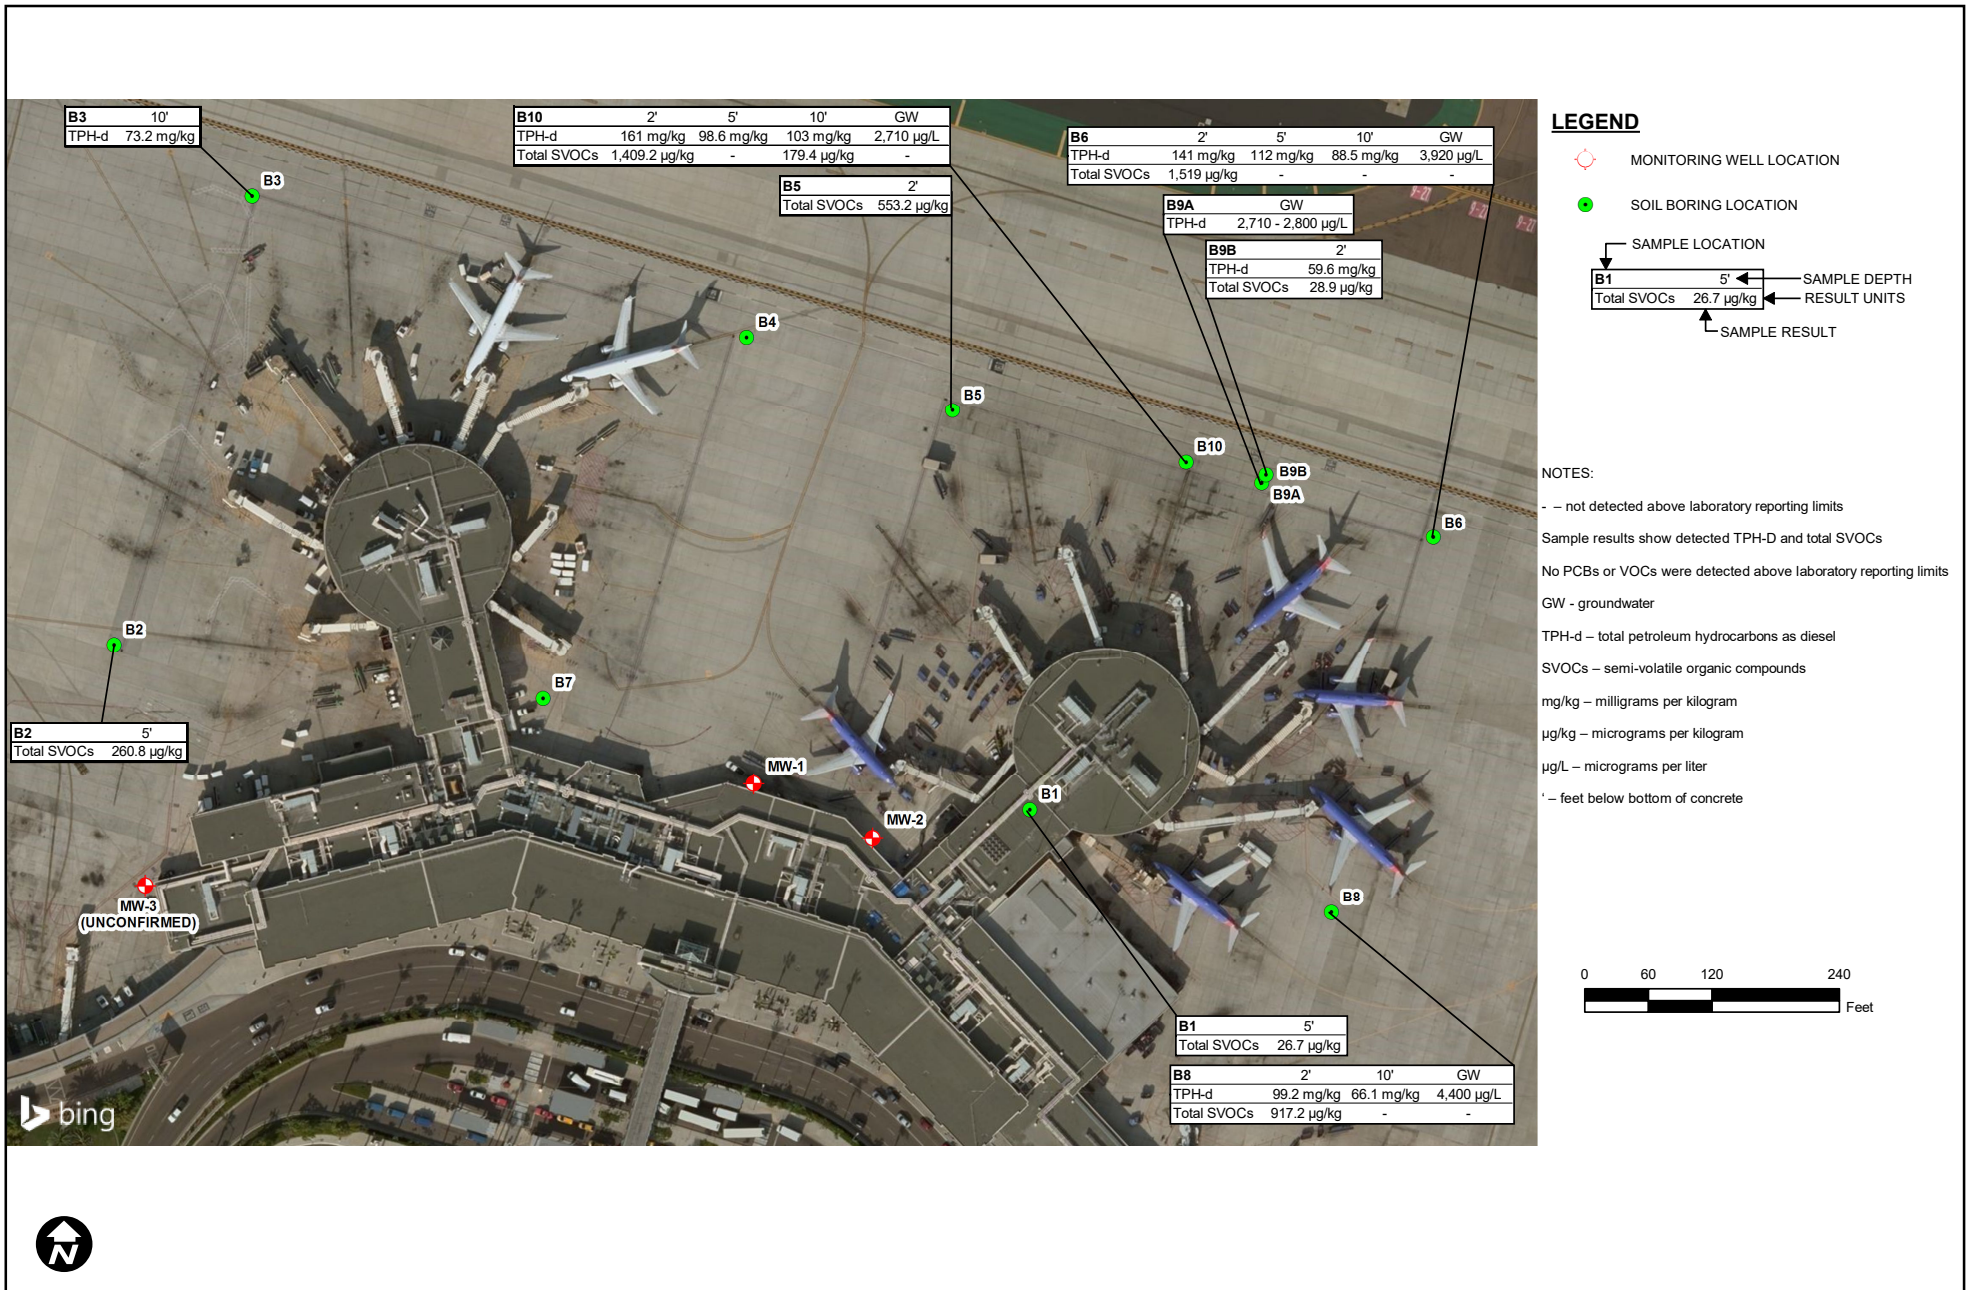 B3 10'
TPH-d 73.2 mg/kg
B10 2' 5' 10' GW
TPH-d 161 mg/kg 98.6 mg/kg 103 mg/kg 2,710 µg/L
Total SVOCs 1,409.2 µg/kg - 179.4 µg/kg -
B5 2'
Total SVOCs 553.2 µg/kg
B6 2' 5' 10' GW
TPH-d 141 mg/kg 112 mg/kg 88.5 mg/kg 3,920 µg/L
Total SVOCs 1,519 µg/kg - - -
B9A GW
TPH-d 2,710 - 2,800 µg/L
B9B 2'
TPH-d 59.6 mg/kg
Total SVOCs 28.9 µg/kg
B3
B4
B5
B10
B9B
B9A
B6
B2
B7
B2 5'
Total SVOCs 260.8 µg/kg
MW-1
B1
MW-2
MW-3
(UNCONFIRMED)
B8
B1 5'
Total SVOCs 26.7 µg/kg
B8 2' 10' GW
TPH-d 99.2 mg/kg 66.1 mg/kg 4,400 µg/L
Total SVOCs 917.2 µg/kg - -
bing
N
LEGEND
MONITORING WELL LOCATION
SOIL BORING LOCATION
SAMPLE LOCATION
B1 5'
Total SVOCs 26.7 µg/kg
SAMPLE DEPTH
RESULT UNITS
SAMPLE RESULT
NOTES:
- – not detected above laboratory reporting limits
Sample results show detected TPH-D and total SVOCs
No PCBs or VOCs were detected above laboratory reporting limits
GW - groundwater
TPH-d – total petroleum hydrocarbons as diesel
SVOCs – semi-volatile organic compounds
mg/kg – milligrams per kilogram
µg/kg – micrograms per kilogram
µg/L – micrograms per liter
‘ – feet below bottom of concrete
0 60 120 240
Feet